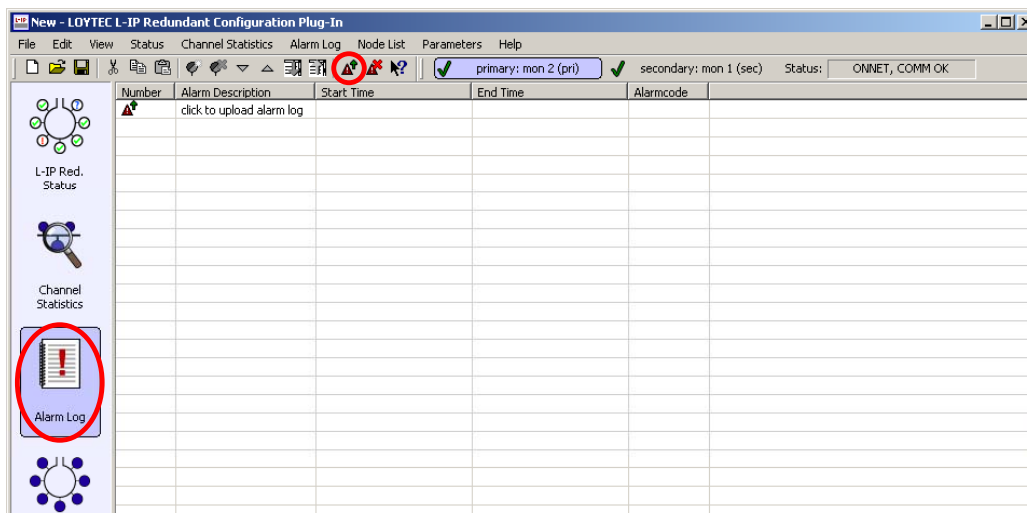 New - LOYTEC L-IP Redundant Configuration Plug-In
File Edit View Status Channel Statistics Alarm Log Node List Parameters Help
primary: mon 2 (pri) secondary: mon 1 (sec) Status: ONNET, COMM OK
Number Alarm Description Start Time End Time Alarmcode
click to upload alarm log
L-IP Red.
Status
Channel
Statistics
Alarm Log